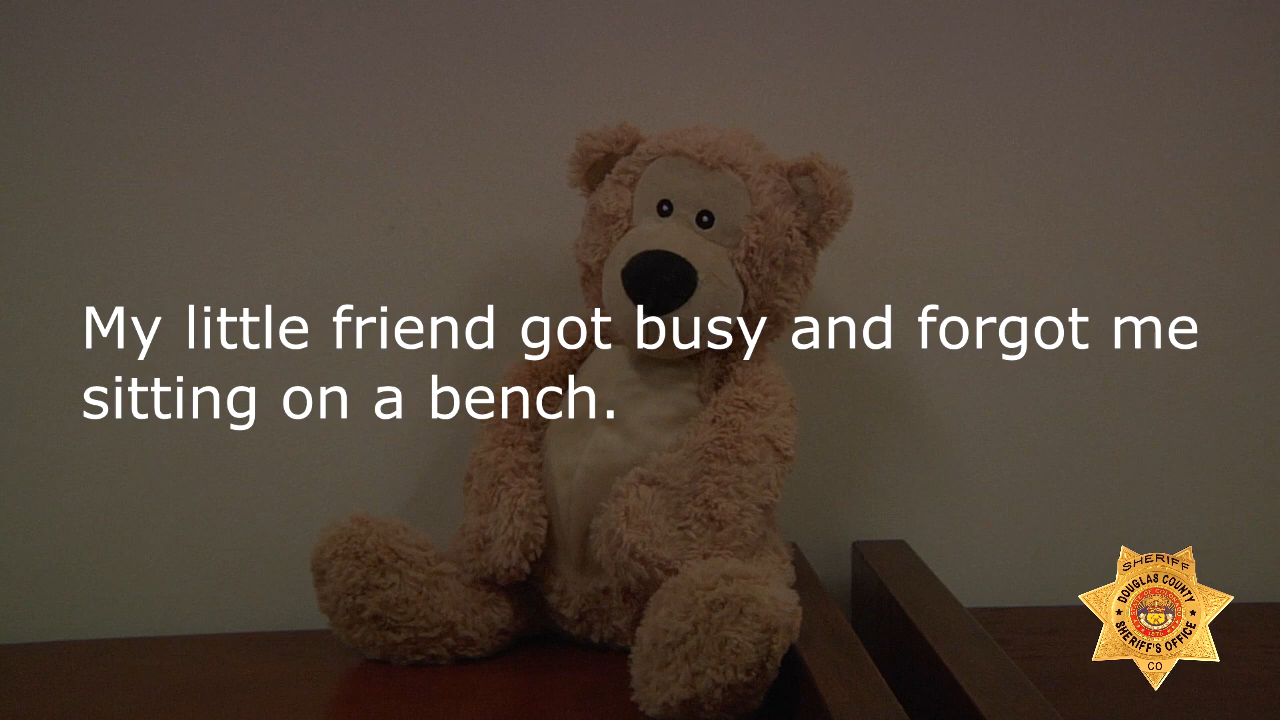 My little friend got busy and forgot me
sitting on a bench.
SHERIFF
DOUGLAS COUNTY
SHERIFF'S OFFICE
CO